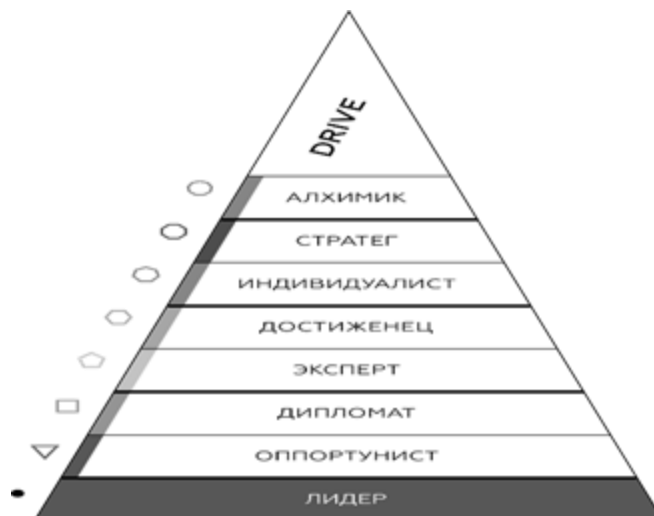 DRIVE
АЛХИМИК
СТРАТЕГ
ИНДИВИДУАЛИСТ
ДОСТИЖЕНЕЦ
ЭКСПЕРТ
ДИПЛОМАТ
ОППОРТУНИСТ
ЛИДЕР